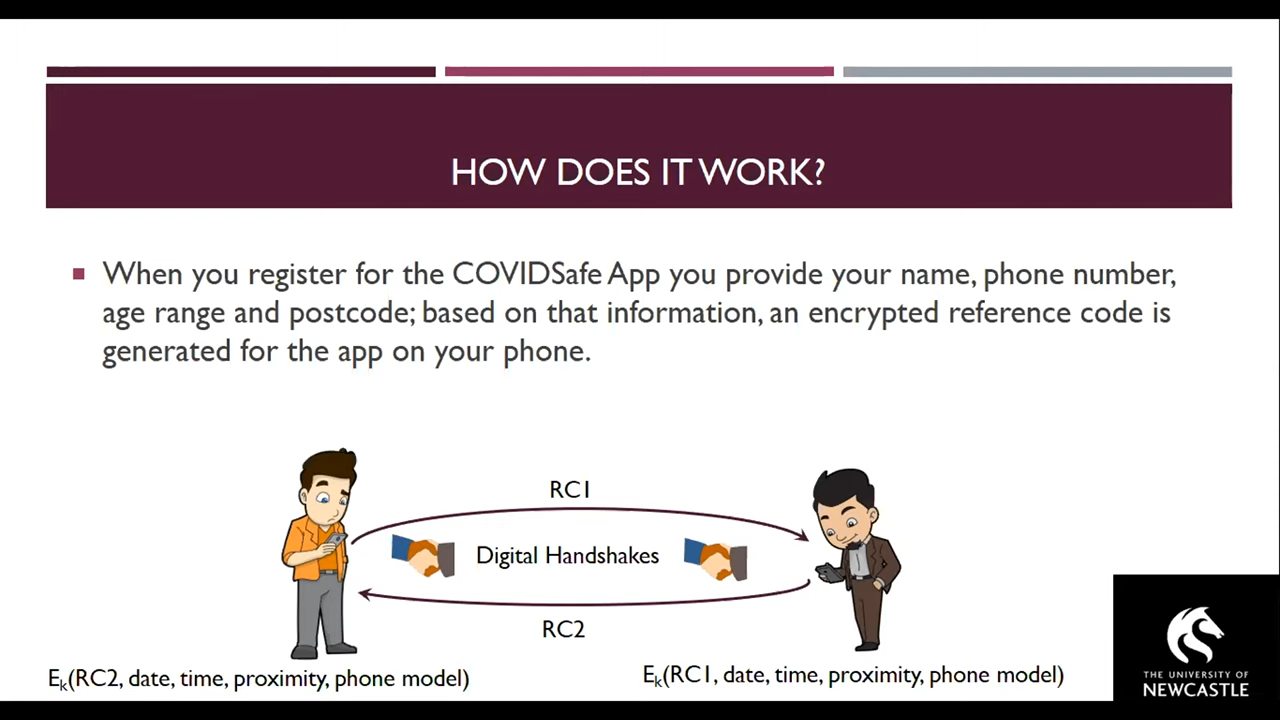 HOW DOES IT WORK?
When you register for the COVIDSafe App you provide your name, phone number,
age range and postcode; based on that information, an encrypted reference code is
generated for the app on your phone.
RC1
Digital Handshakes
RC2
Eₖ(RC2, date, time, proximity, phone model)
Eₖ(RC1, date, time, proximity, phone model)
THE UNIVERSITY OF
NEWCASTLE